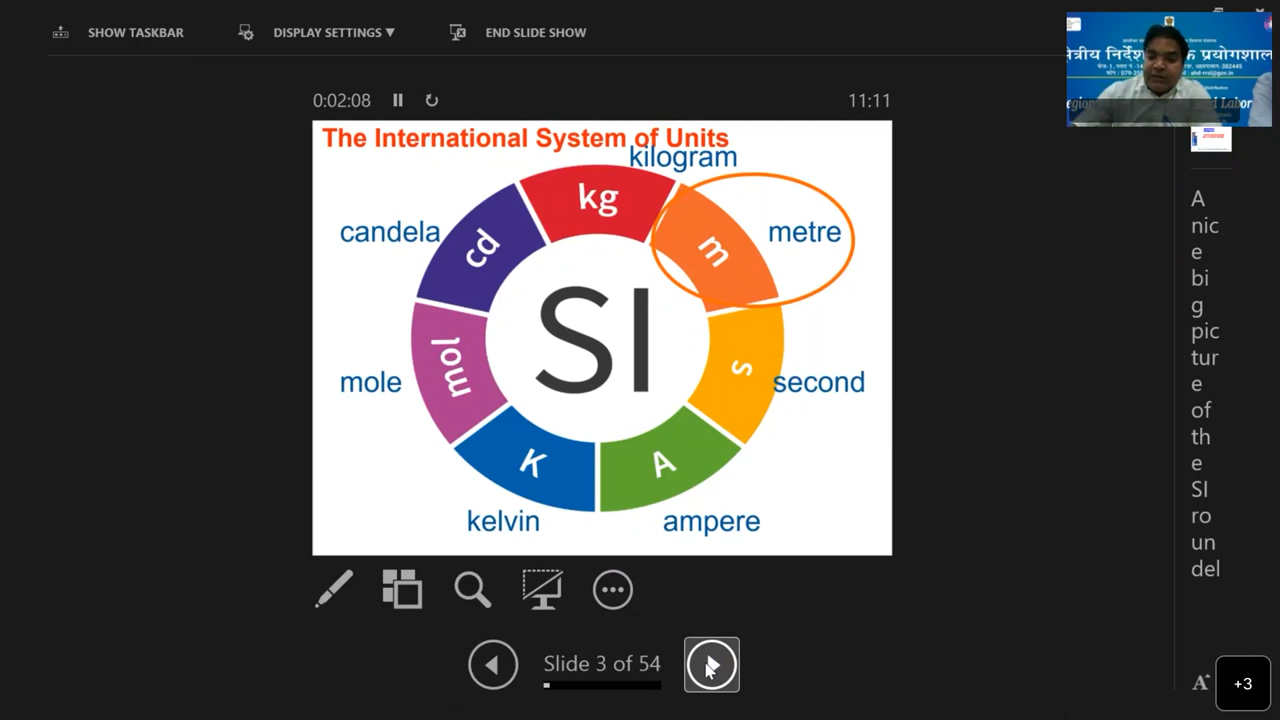 SHOW TASKBAR
DISPLAY SETTINGS ▼
END SLIDE SHOW
0:02:08
11:11
The International System of Units
kilogram
kg
candela
cd
m
metre
SI
mol
mole
s
second
K
A
kelvin
ampere
Slide 3 of 54
क्षेत्रीय निर्देश
प्रयोगशाल
A
nic
e
bi
g
pic
tur
e
of
th
e
SI
ro
un
del
A
+3